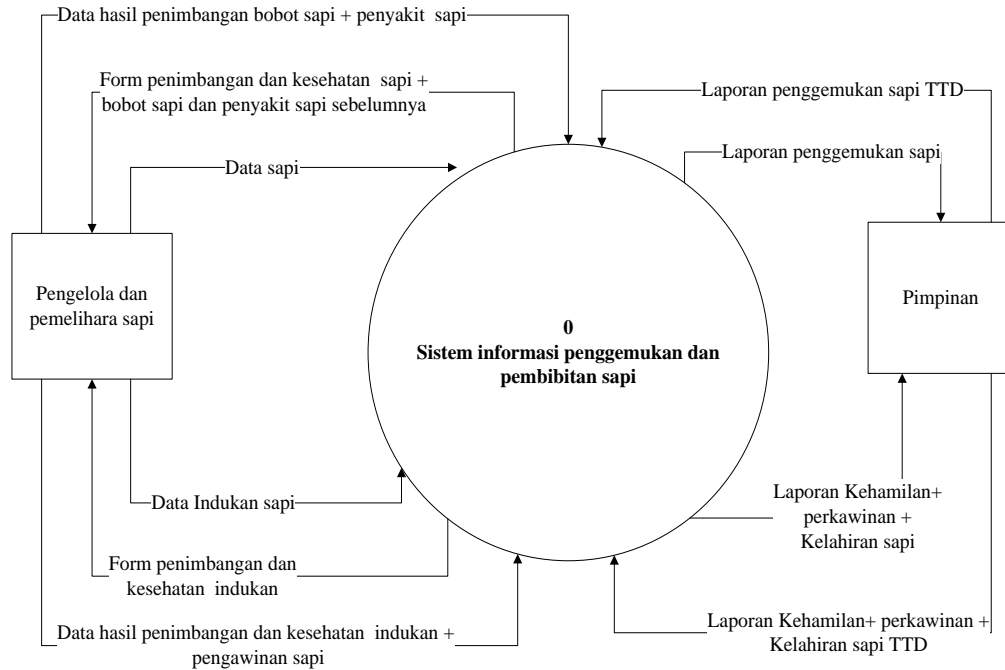 Data hasil penimbangan bobot sapi + penyakit sapi
Form penimbangan dan kesehatan sapi +
bobot sapi dan penyakit sapi sebelumnya
Laporan penggemukan sapi TTD
Laporan penggemukan sapi
Data sapi
Pengelola dan
pemelihara sapi
0
Sistem informasi penggemukan dan
pembibitan sapi
Pimpinan
Data Indukan sapi
Laporan Kehamilan+
perkawinan +
Kelahiran sapi
Form penimbangan dan
kesehatan indukan
Data hasil penimbangan dan kesehatan indukan +
pengawinan sapi
Laporan Kehamilan+ perkawinan +
Kelahiran sapi TTD